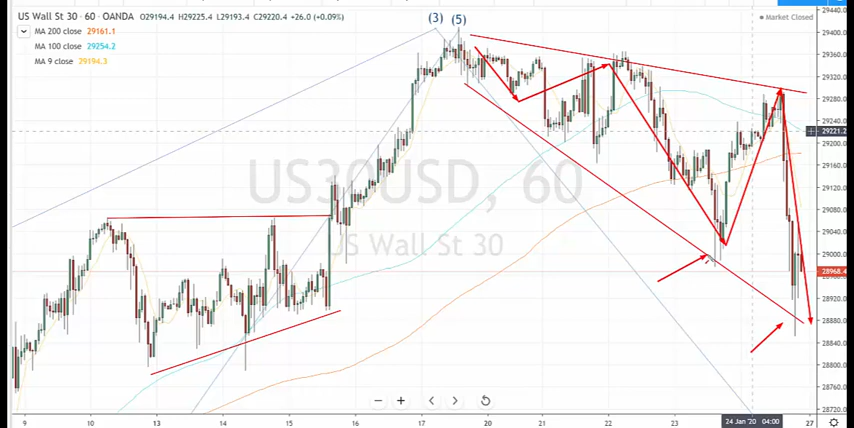 US Wall St 30 · 60 · OANDA O29194.4 H29225.4 L29193.4 C29220.4 +26.0 (+0.09%)
Market Closed
MA 200 close 29161.1
MA 100 close 29254.2
MA 9 close 29194.3
(3) (5)
US30USD, 60
US Wall St 30
29440.0
29400.0
29360.0
29320.0
29280.0
29240.0
29221.2
29200.0
29160.0
29120.0
29080.0
29040.0
29000.0
28968.4
28920.0
28880.0
28840.0
28800.0
28760.0
28720.0
9 10 13 14 15 16 17 20 21 22 23 24 Jan '20 04:00 27